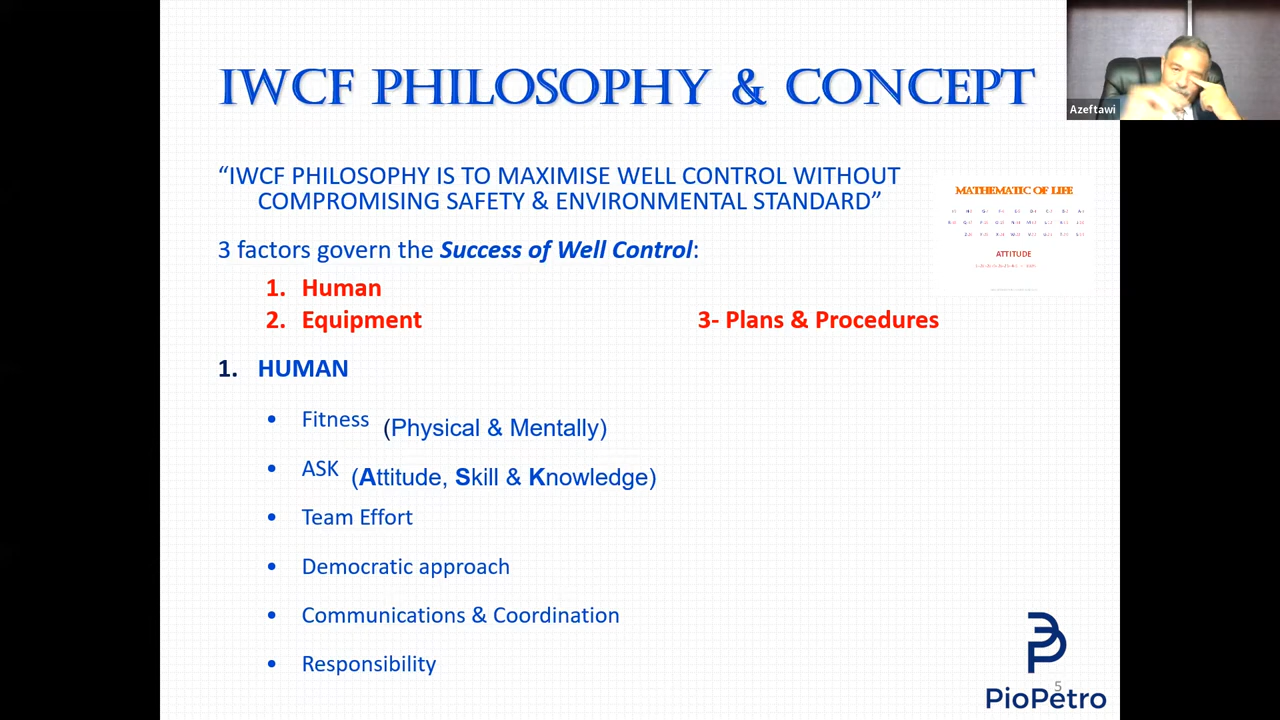 IWCF PHILOSOPHY & CONCEPT
Azeftawi
“IWCF PHILOSOPHY IS TO MAXIMISE WELL CONTROL WITHOUT
COMPROMISING SAFETY & ENVIRONMENTAL STANDARD”
MATHEMATIC OF LIFE
ATTITUDE
3 factors govern the Success of Well Control:
1. Human
2. Equipment
3- Plans & Procedures
1. HUMAN
• Fitness (Physical & Mentally)
• ASK (Attitude, Skill & Knowledge)
• Team Effort
• Democratic approach
• Communications & Coordination
• Responsibility
5
PioPetro